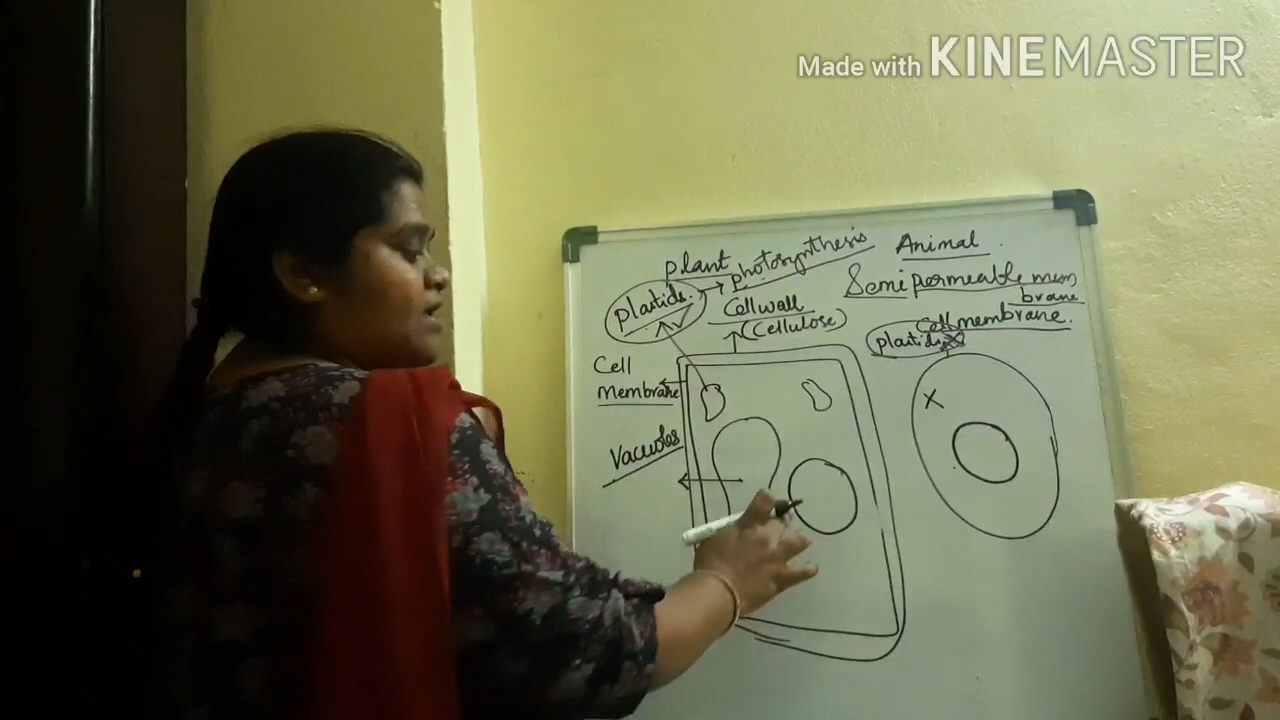 Made with KINEMASTER
plant
photosynthesis
plastids
Cell wall
(Cellulose)
Cell
Membrane
Vacuoles
Animal
Semi permeable mem
brane
Cell membrane.
plastids